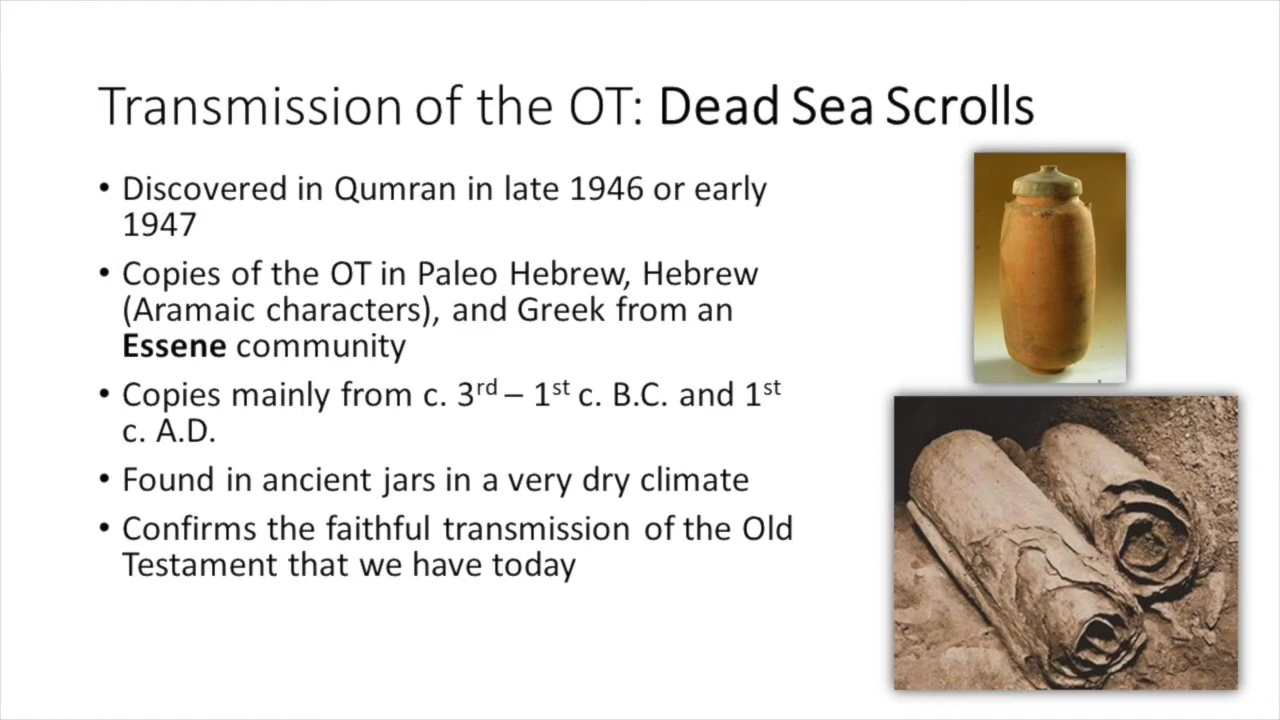 Transmission of the OT: Dead Sea Scrolls
• Discovered in Qumran in late 1946 or early
1947
• Copies of the OT in Paleo Hebrew, Hebrew
(Aramaic characters), and Greek from an
Essene community
• Copies mainly from c. 3rd – 1st c. B.C. and 1st
c. A.D.
• Found in ancient jars in a very dry climate
• Confirms the faithful transmission of the Old
Testament that we have today